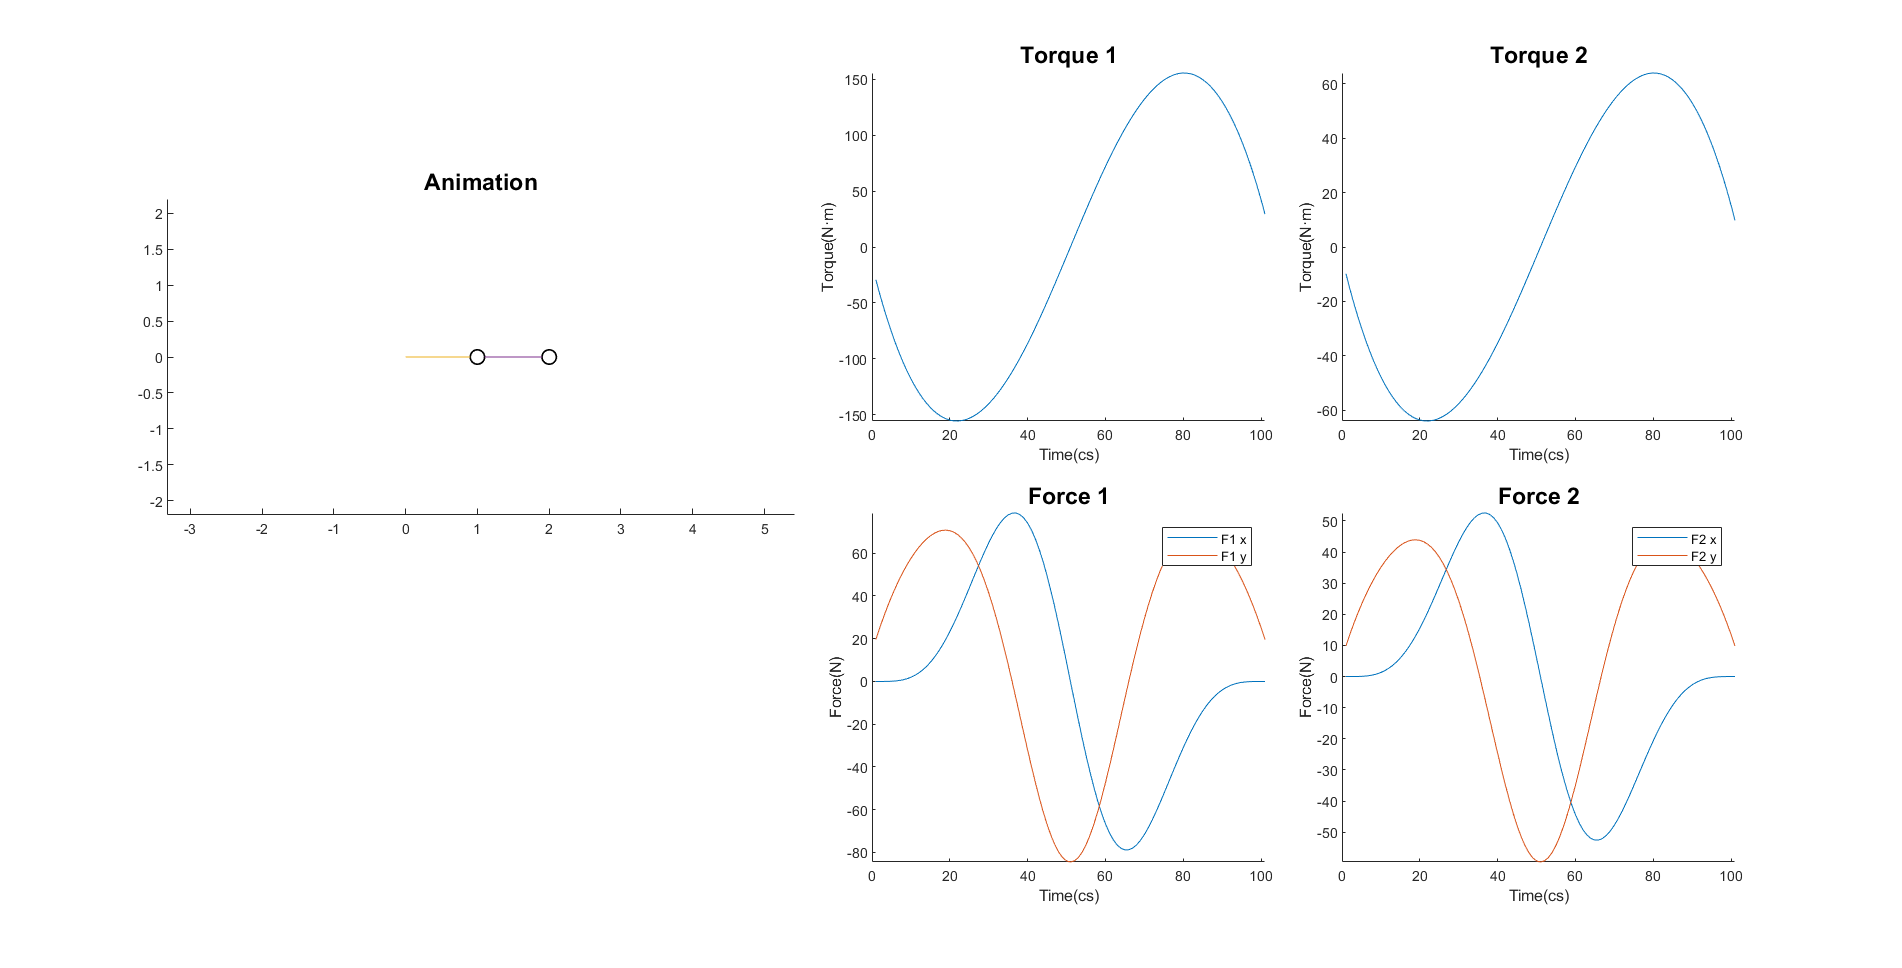 Animation
2
1.5
1
0.5
0
-0.5
-1
-1.5
-2
-3 -2 -1 0 1 2 3 4 5
Torque 1
Torque(N·m)
150
100
50
0
-50
-100
-150
0 20 40 60 80 100
Time(cs)
Torque 2
Torque(N·m)
60
40
20
0
-20
-40
-60
0 20 40 60 80 100
Time(cs)
Force 1
F1 x
F1 y
Force(N)
60
40
20
0
-20
-40
-60
-80
0 20 40 60 80 100
Time(cs)
Force 2
F2 x
F2 y
Force(N)
50
40
30
20
10
0
-10
-20
-30
-40
-50
0 20 40 60 80 100
Time(cs)